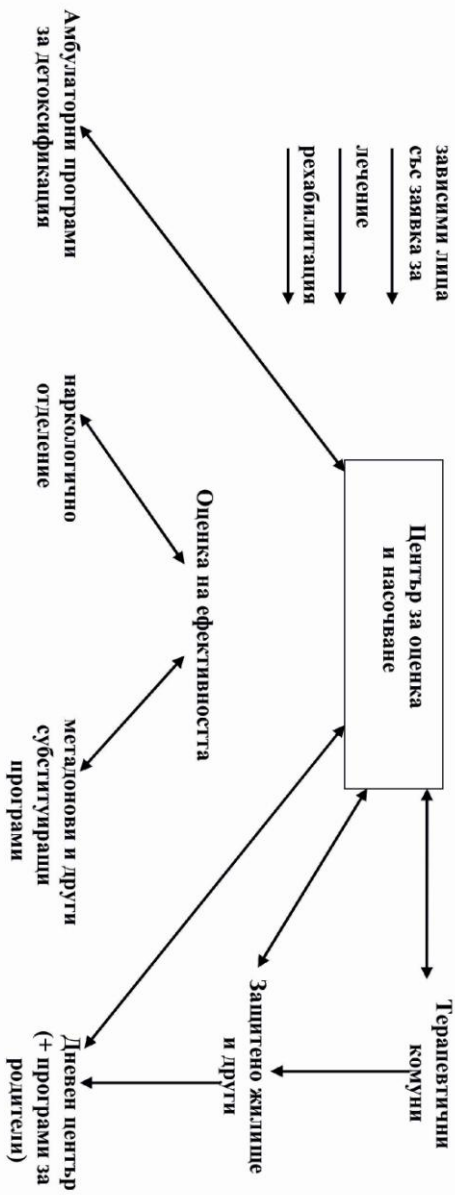 зависими лица
със заявка за
лечение
рехабилитация
Център за оценка
и насочване
Терапевтични
комуни
Защитено жилище
и други
Оценка на ефективността
Амбулаторни програми
за детоксификация
наркологично
отделение
метадонови и други
субституиращи
програми
Дневен център
(+ програми за
родители)